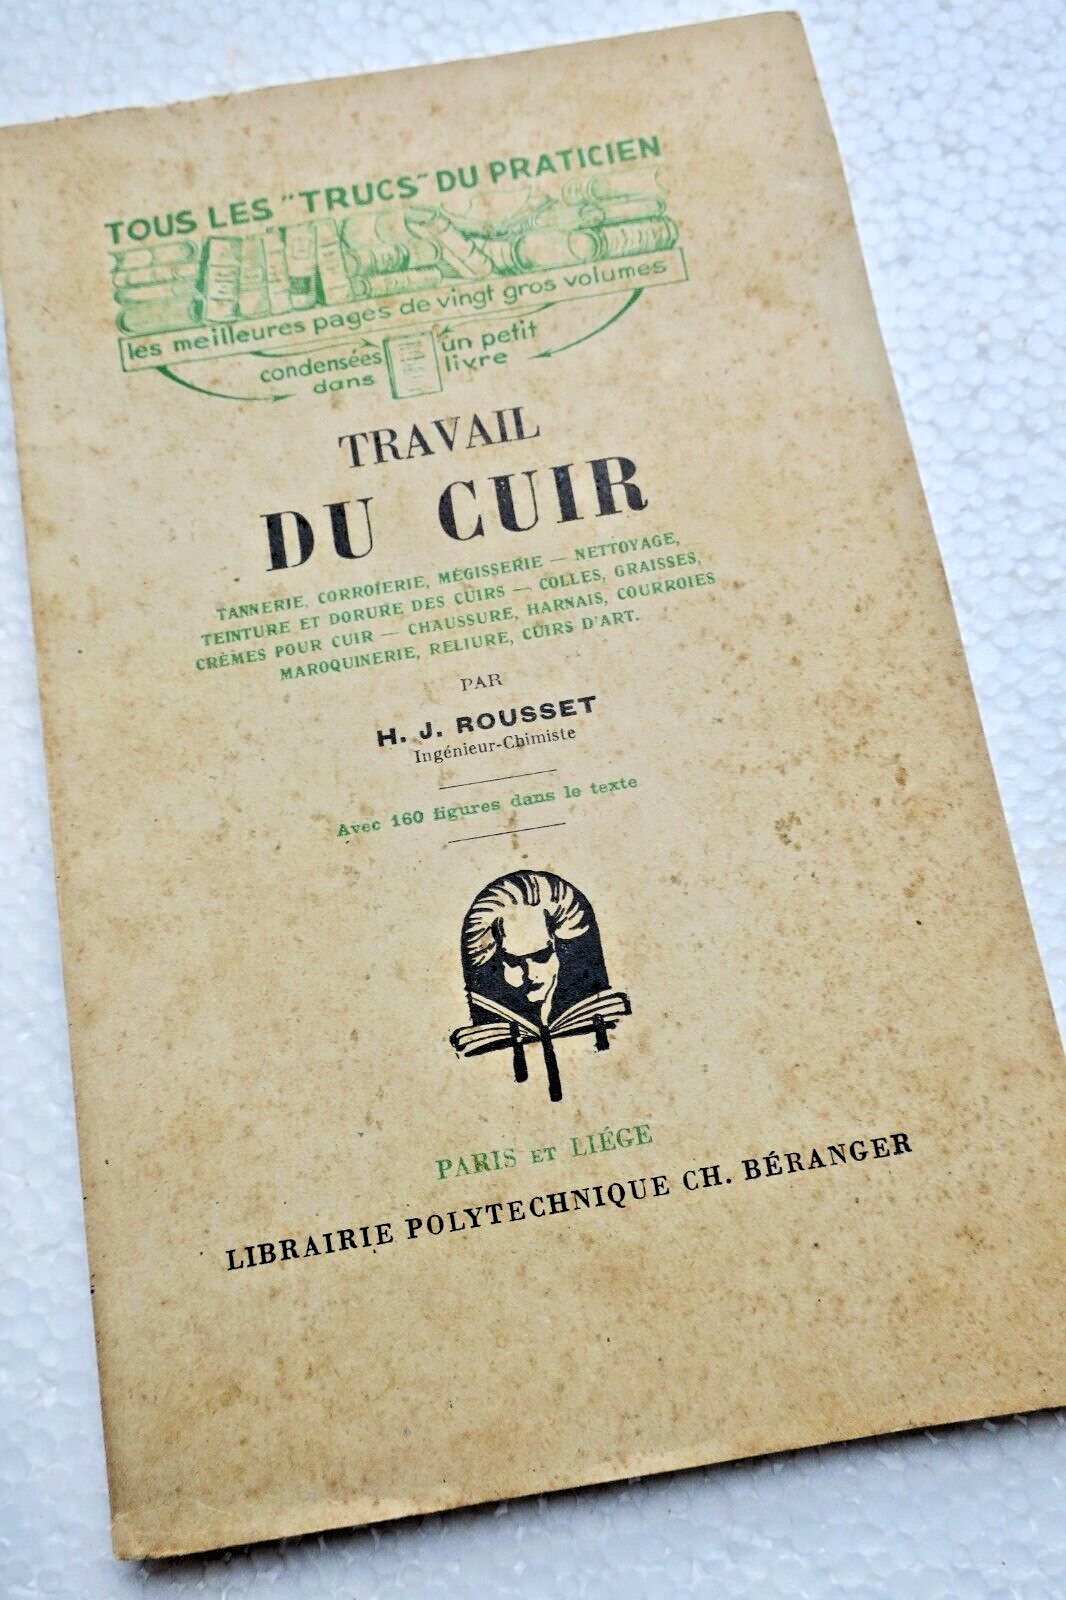 TOUS LES "TRUCS" DU PRATICIEN
les meilleures pages de vingt gros volumes
condensées dans
un petit livre
TRAVAIL
DU CUIR
TANNERIE, CORROIERIE, MÉGISSERIE — NETTOYAGE,
TEINTURE ET DORURE DES CUIRS — COLLES, GRAISSES,
CRÈMES POUR CUIR — CHAUSSURE, HARNAIS, COURROIES
MAROQUINERIE, RELIURE, CUIRS D'ART.
PAR
H. J. ROUSSET
Ingénieur-Chimiste
Avec 160 figures dans le texte
PARIS ET LIÉGE
LIBRAIRIE POLYTECHNIQUE CH. BÉRANGER